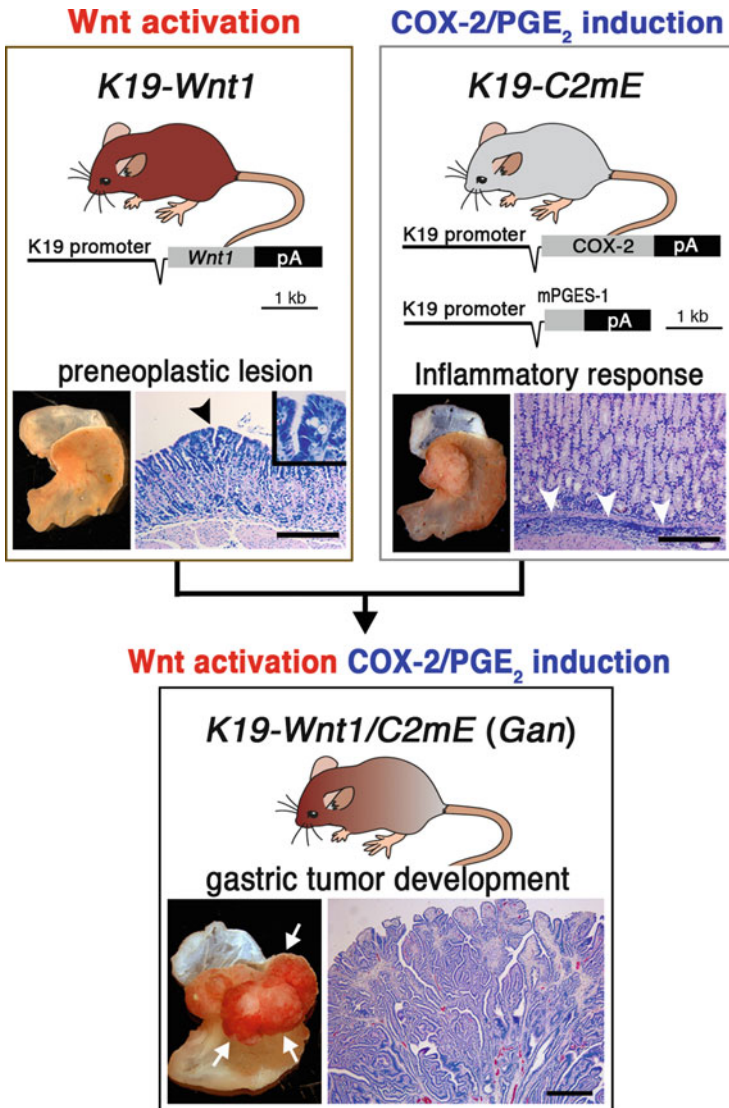 Wnt activation
COX-2/PGE₂ induction
K19-Wnt1
K19-C2mE
K19 promoter
Wnt1
pA
1 kb
K19 promoter
COX-2
pA
mPGES-1
K19 promoter
pA
1 kb
preneoplastic lesion
Inflammatory response
Wnt activation COX-2/PGE₂ induction
K19-Wnt1/C2mE (Gan)
gastric tumor development